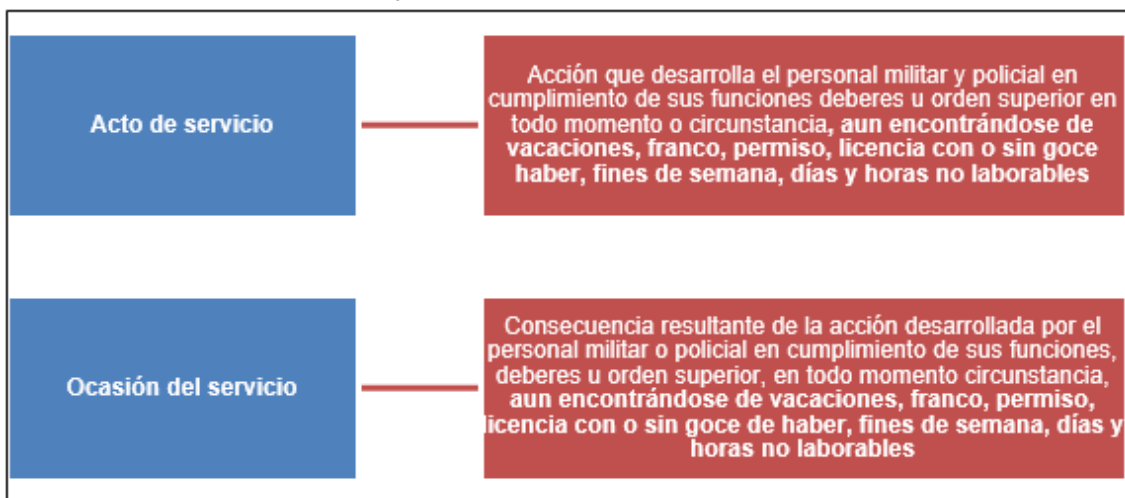 Acto de servicio
Acción que desarrolla el personal militar y policial en
cumplimiento de sus funciones deberes u orden superior en
todo momento o circunstancia, aun encontrándose de
vacaciones, franco, permiso, licencia con o sin goce
haber, fines de semana, días y horas no laborables
Ocasión del servicio
Consecuencia resultante de la acción desarrollada por el
personal militar o policial en cumplimiento de sus funciones,
deberes u orden superior, en todo momento circunstancia,
aun encontrándose de vacaciones, franco, permiso,
licencia con o sin goce de haber, fines de semana, días y
horas no laborables